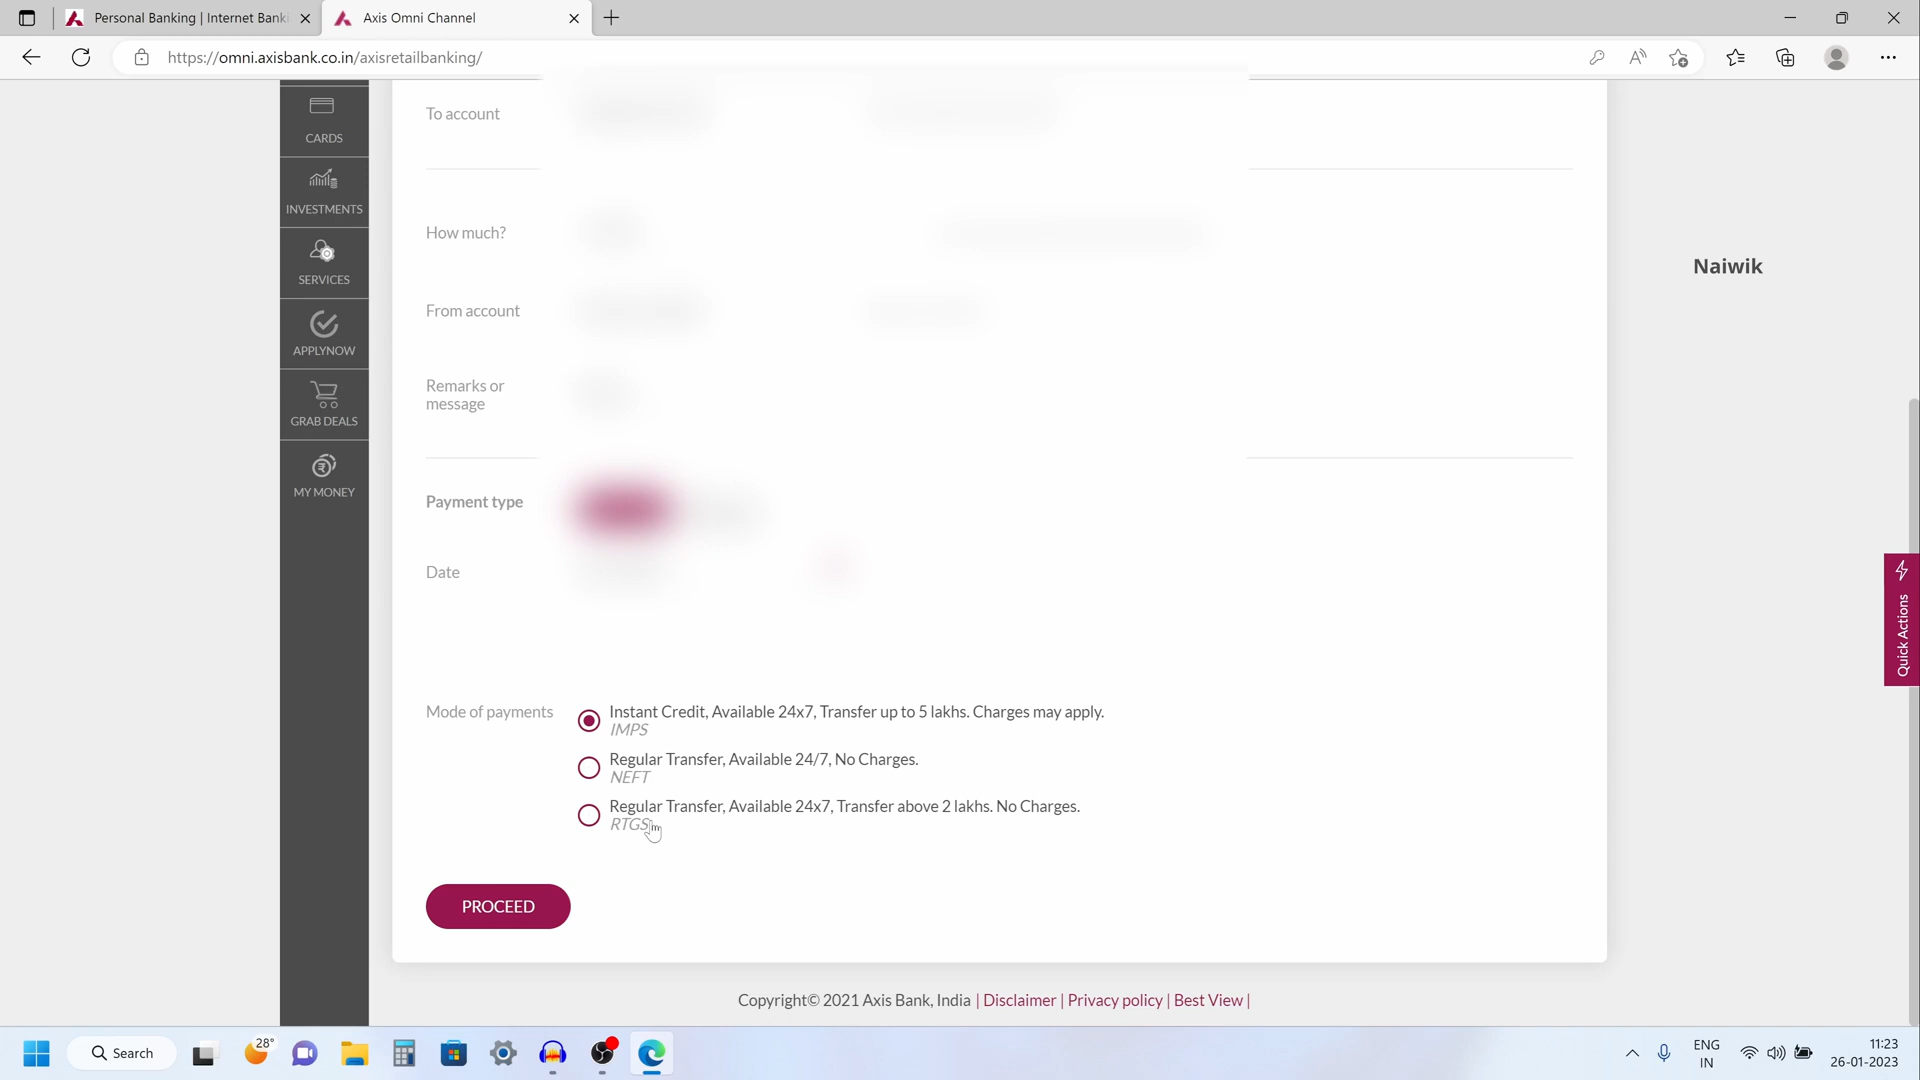 Personal Banking | Internet Banki
Axis Omni Channel
https://omni.axisbank.co.in/axisretailbanking/
CARDS
INVESTMENTS
SERVICES
APPLYNOW
GRAB DEALS
MY MONEY
To account
How much?
From account
Remarks or
message
Payment type
Date
Mode of payments
Instant Credit, Available 24x7, Transfer up to 5 lakhs. Charges may apply.
IMPS
Regular Transfer, Available 24/7, No Charges.
NEFT
Regular Transfer, Available 24x7, Transfer above 2 lakhs. No Charges.
RTGS
PROCEED
Naiwik
Quick Actions
Copyright© 2021 Axis Bank, India | Disclaimer | Privacy policy | Best View |
Search
28°
ENG
IN
11:23
26-01-2023